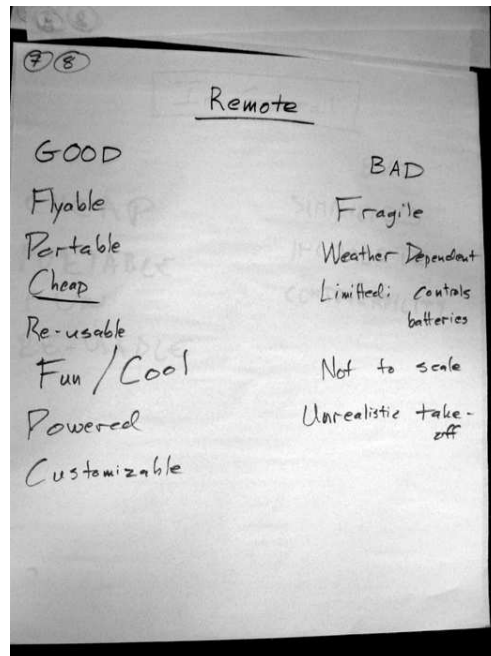 7 8
Remote
GOOD
Flyable
Portable
Cheap
Re-usable
Fun / Cool
Powered
Customizable
BAD
Fragile
Weather Dependent
Limitted: Controls
batteries
Not to scale
Unrealistic take-
off